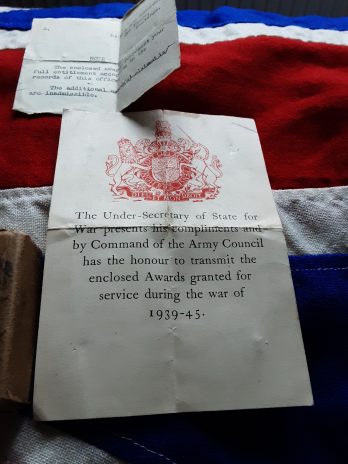 NOTE
The enclosed
full entitlement
records of this
The additional
are inadmissible.
DIEU ET MON DROIT
The Under-Secretary of State for
War presents his compliments and
by Command of the Army Council
has the honour to transmit the
enclosed Awards granted for
service during the war of
1939-45.